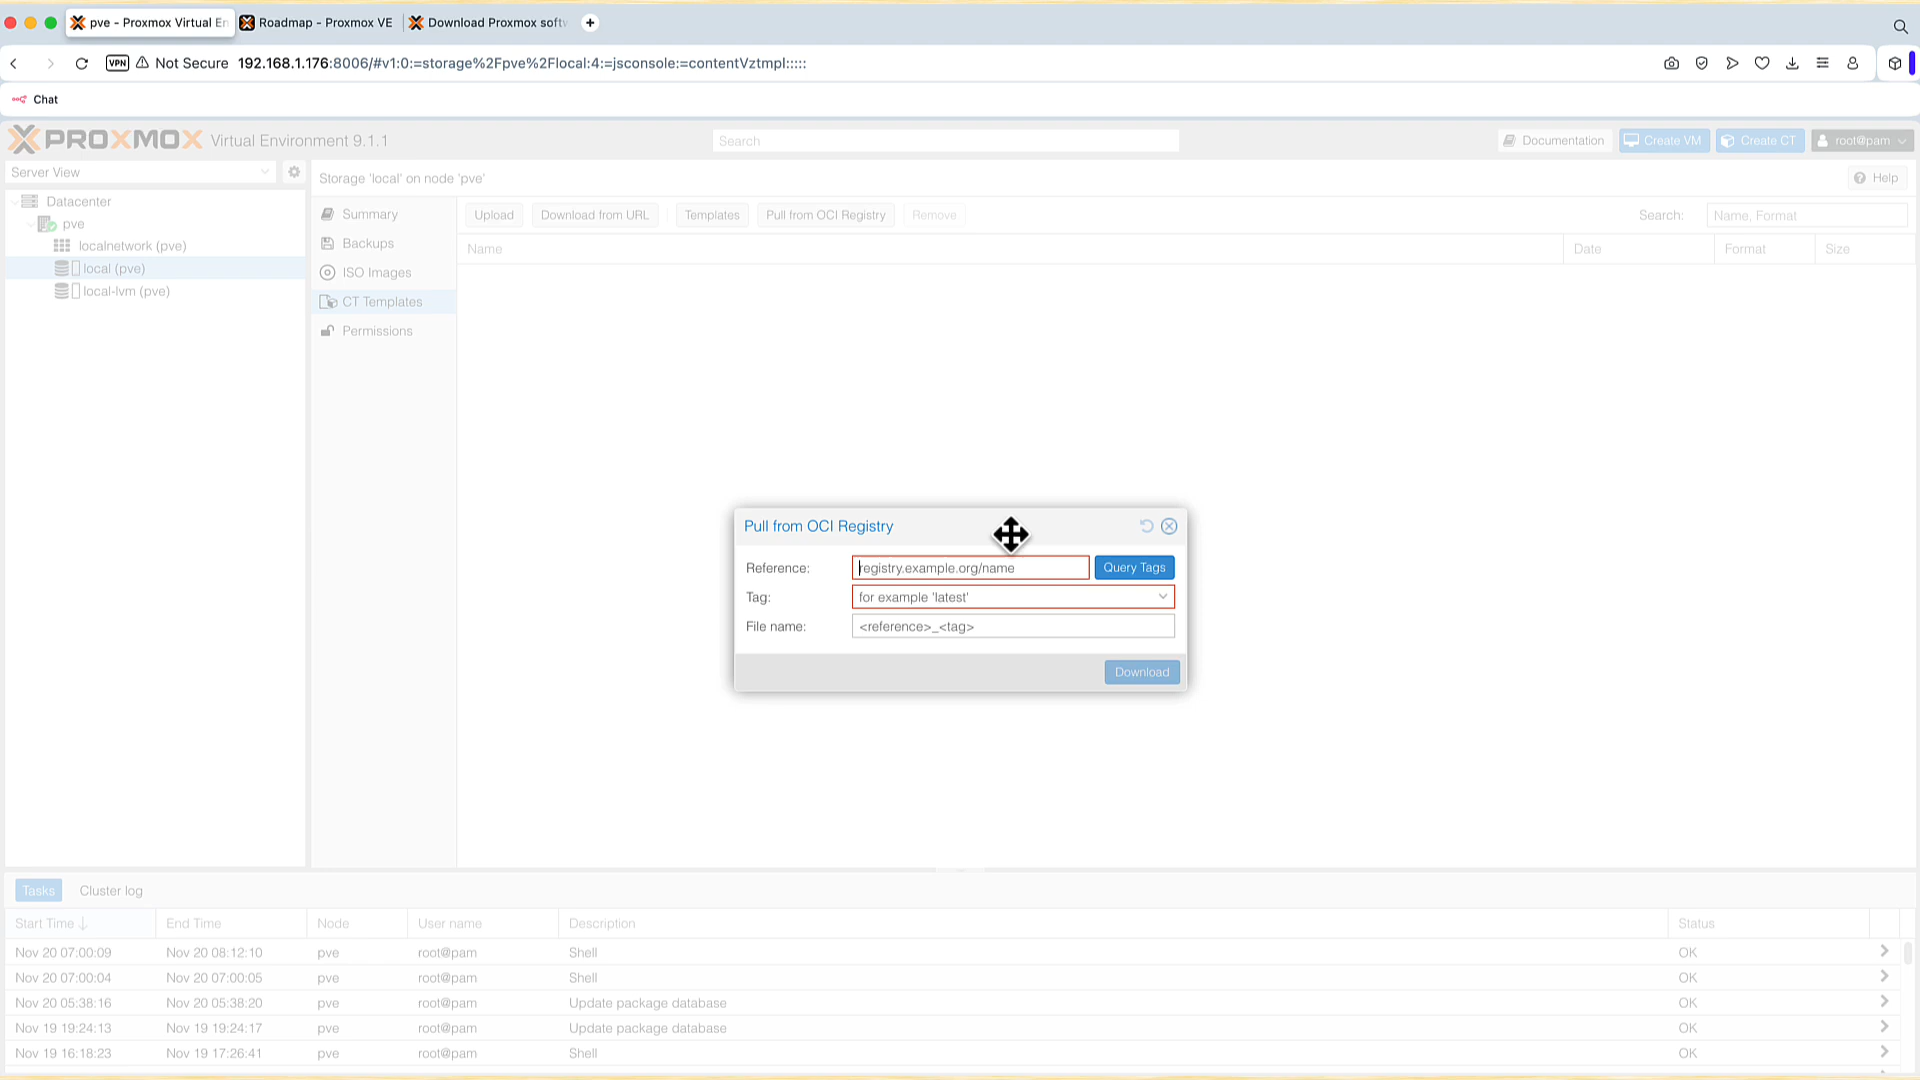 pve - Proxmox Virtual En
Roadmap - Proxmox VE
Download Proxmox softw
VPN
Not Secure 192.168.1.176:8006/#v1:0:=storage%2Fpve%2Flocal:4:=jsconsole:=contentVztmpl:::::
Chat
PROXMOX Virtual Environment 9.1.1
Search
Documentation
Create VM
Create CT
root@pam
Server View
Storage 'local' on node 'pve'
Help
Datacenter
pve
localnetwork (pve)
local (pve)
local-lvm (pve)
Summary
Backups
ISO Images
CT Templates
Permissions
Upload
Download from URL
Templates
Pull from OCI Registry
Remove
Search:
Name, Format
Name
Date
Format
Size
Pull from OCI Registry
Reference:
registry.example.org/name
Query Tags
Tag:
for example 'latest'
File name:
<reference>_<tag>
Download
Tasks
Cluster log
Start Time End Time Node User name Description Status
Nov 20 07:00:09 Nov 20 08:12:10 pve root@pam Shell OK
Nov 20 07:00:04 Nov 20 07:00:05 pve root@pam Shell OK
Nov 20 05:38:16 Nov 20 05:38:20 pve root@pam Update package database OK
Nov 19 19:24:13 Nov 19 19:24:17 pve root@pam Update package database OK
Nov 19 16:18:23 Nov 19 17:26:41 pve root@pam Shell OK